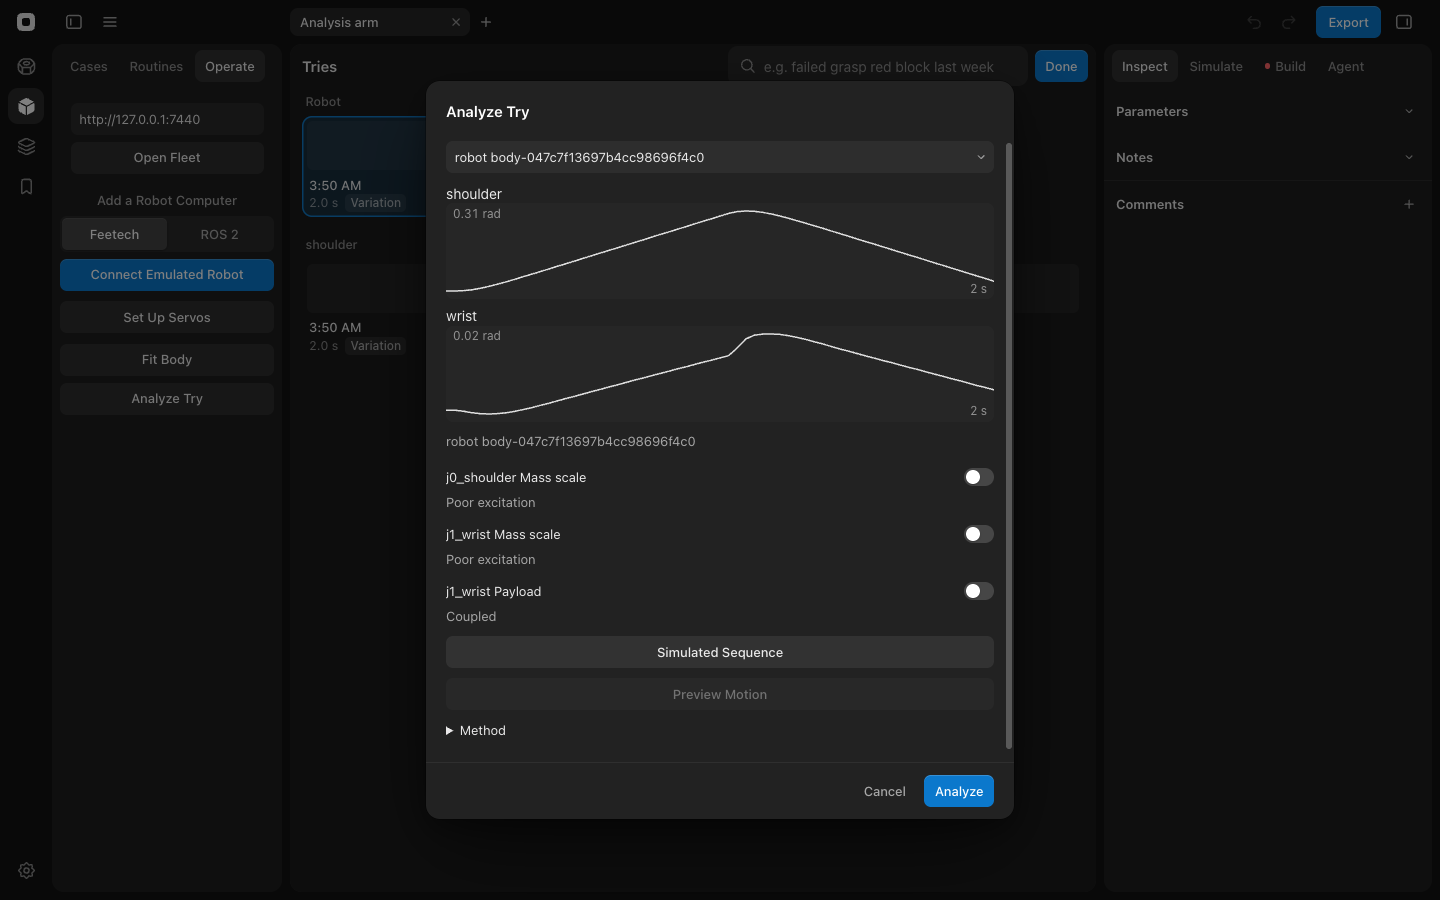 Analysis arm
Export
Cases Routines Operate
http://127.0.0.1:7440
Open Fleet
Add a Robot Computer
Feetech ROS 2
Connect Emulated Robot
Set Up Servos
Fit Body
Analyze Try
Tries
e.g. failed grasp red block last week
Done
Robot
3:50 AM
2.0 s Variation
shoulder
3:50 AM
2.0 s Variation
Analyze Try
robot body-047c7f13697b4cc98696f4c0
shoulder
0.31 rad
2 s
wrist
0.02 rad
2 s
robot body-047c7f13697b4cc98696f4c0
j0_shoulder Mass scale
Poor excitation
j1_wrist Mass scale
Poor excitation
j1_wrist Payload
Coupled
Simulated Sequence
Preview Motion
Method
Cancel Analyze
Inspect Simulate Build Agent
Parameters
Notes
Comments